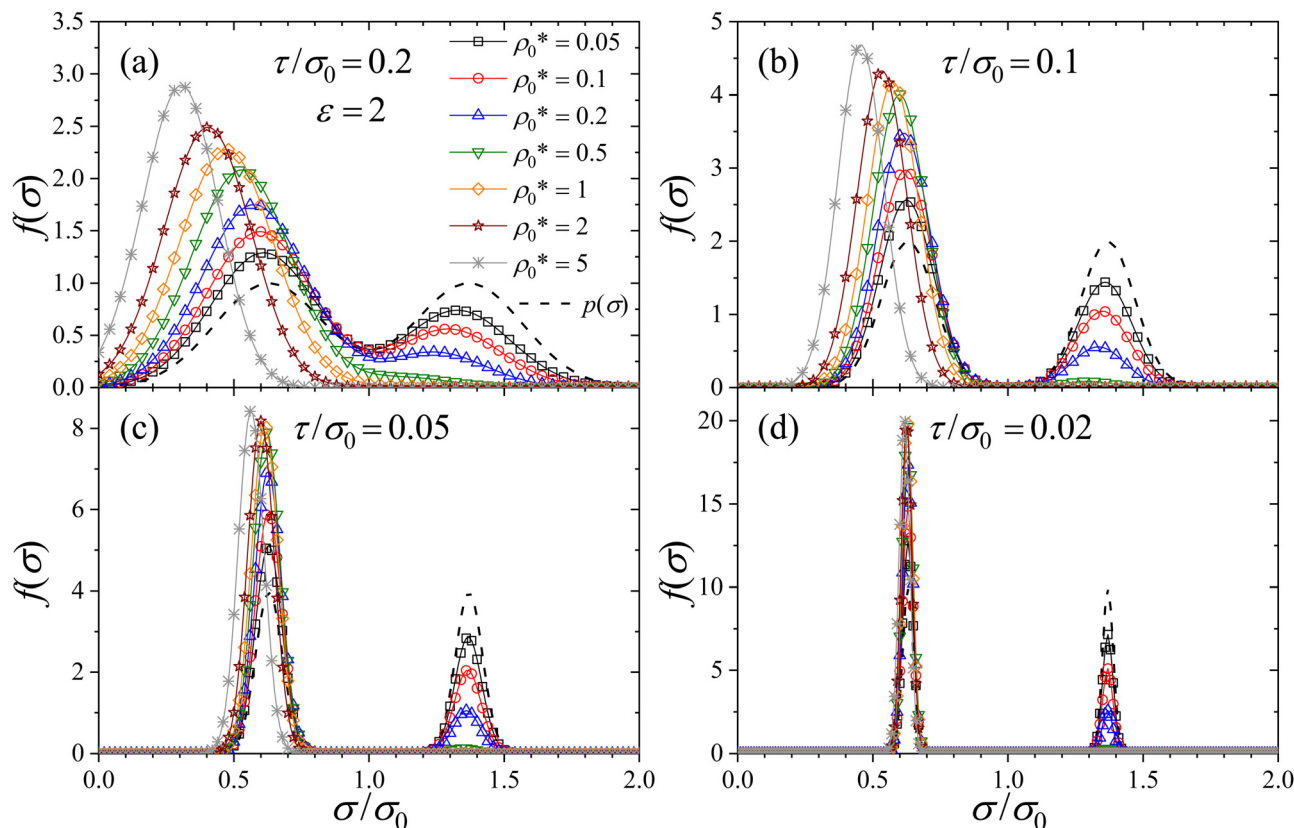 (a)
τ/σ₀ = 0.2
ε = 2
ρ₀* = 0.05
ρ₀* = 0.1
ρ₀* = 0.2
ρ₀* = 0.5
ρ₀* = 1
ρ₀* = 2
ρ₀* = 5
p(σ)
f(σ)
3.5
3.0
2.5
2.0
1.5
1.0
0.5
0.0
(b)
τ/σ₀ = 0.1
f(σ)
5
4
3
2
1
0
(c)
τ/σ₀ = 0.05
f(σ)
8
6
4
2
0
0.0 0.5 1.0 1.5 2.0
σ/σ₀
(d)
τ/σ₀ = 0.02
f(σ)
20
15
10
5
0
0.0 0.5 1.0 1.5 2.0
σ/σ₀